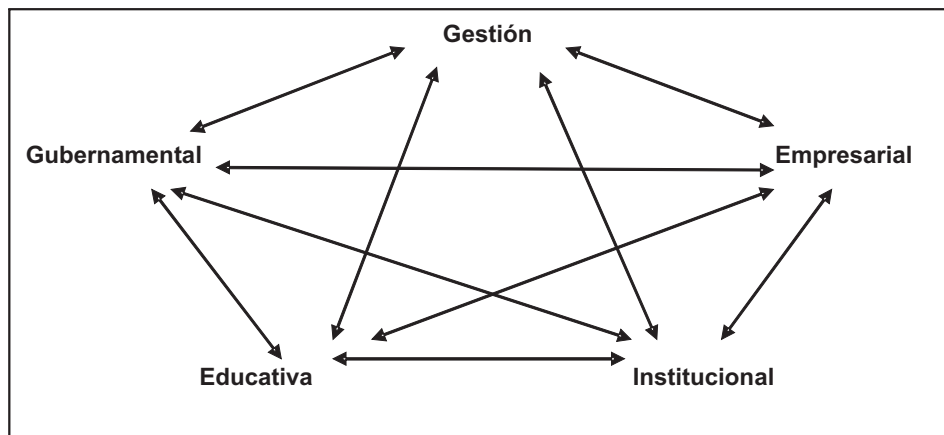 Gestión
Gubernamental
Empresarial
Educativa
Institucional